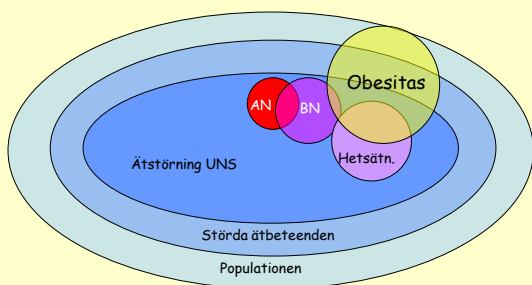 Obesitas
AN
BN
Hetsätn.
Ätstörning UNS
Störda ätbeteenden
Populationen